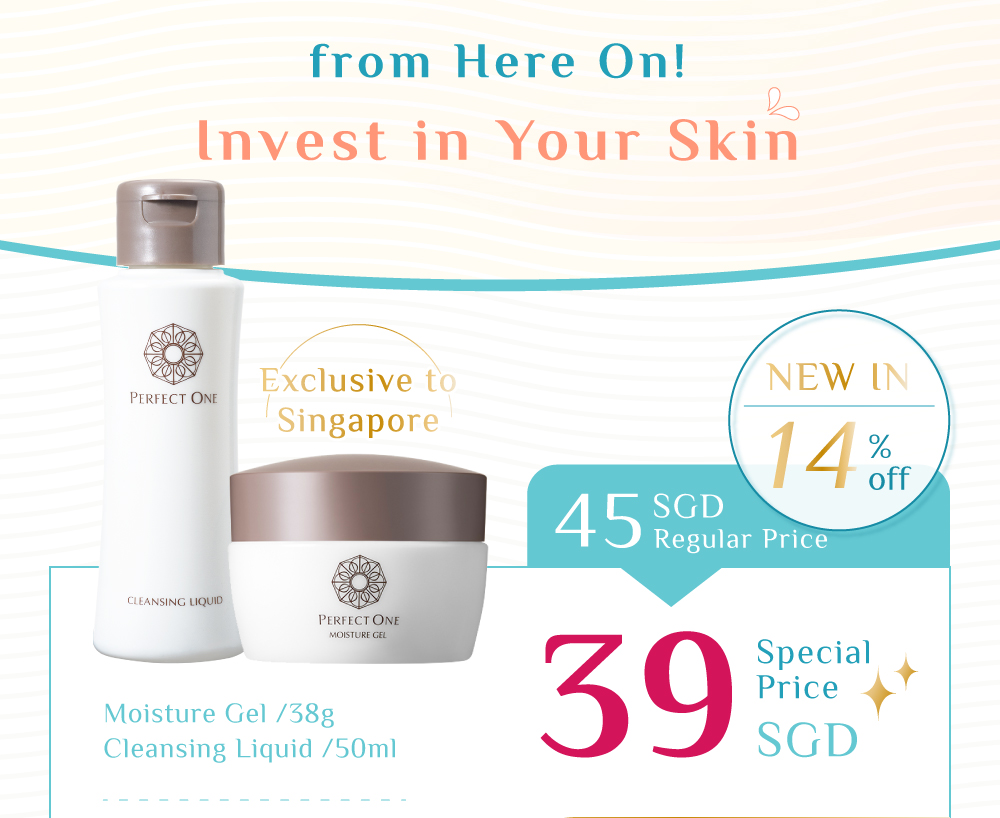 from Here On!
Invest in Your Skin
PERFECT ONE
CLEANSING LIQUID
Exclusive to
Singapore
PERFECT ONE
MOISTURE GEL
NEW IN
14% off
45 SGD
Regular Price
39 Special
Price
SGD
Moisture Gel /38g
Cleansing Liquid /50ml